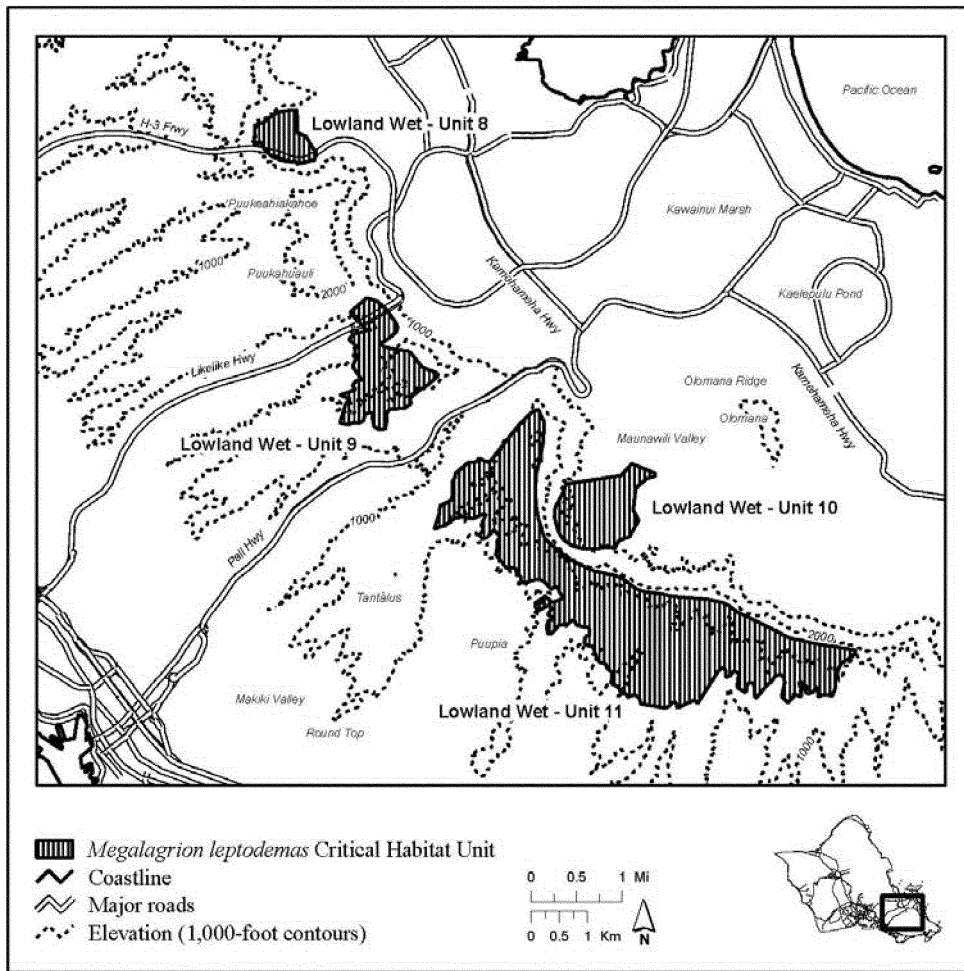 Pacific Ocean
H-3 Frwy
Lowland Wet - Unit 8
Puukeahiakahoe
Kawainui Marsh
1000
Puukahuauli
2000
Kamehameha Hwy
Kaelepulu Pond
1000
Likelike Hwy
Olomana Ridge
Kamehameha Hwy
Olomana
Lowland Wet - Unit 9
Maunawili Valley
1000
Lowland Wet - Unit 10
Pali Hwy
Tantalus
2000
Puupia
Makiki Valley
Lowland Wet - Unit 11
Round Top
1000
Megalagrion leptodemas Critical Habitat Unit
Coastline
Major roads
Elevation (1,000-foot contours)
0 0.5 1 Mi
0 0.5 1 Km
N